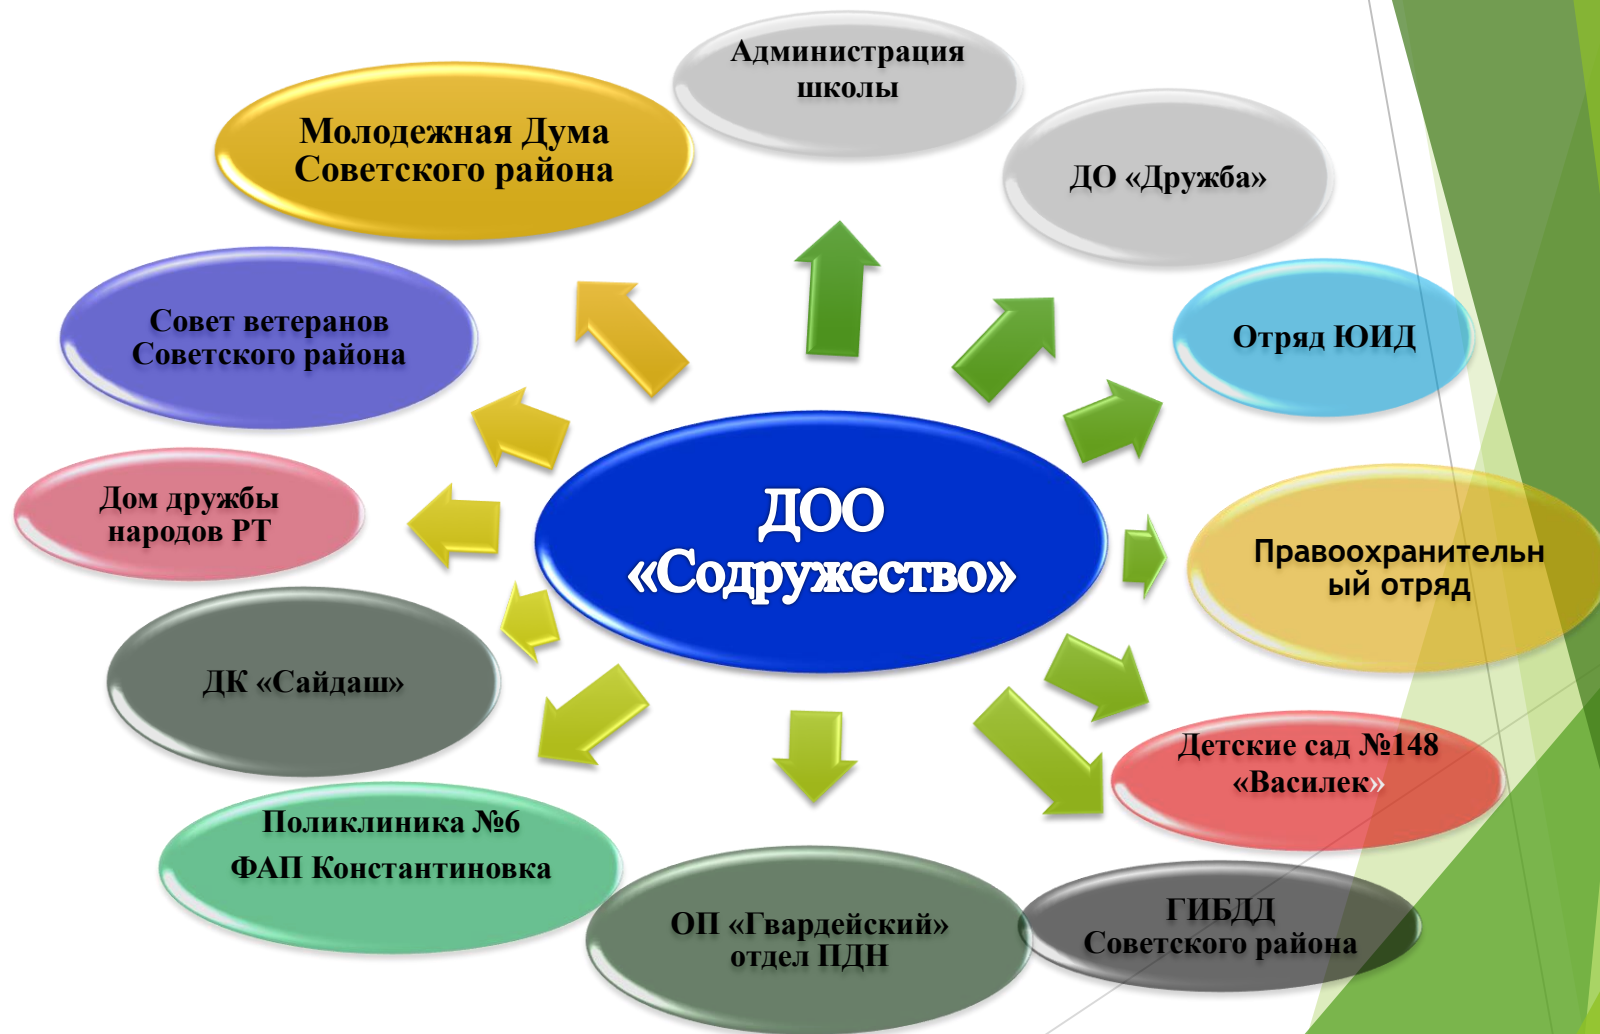 Администрация
школы
Молодежная Дума
Советского района
ДО «Дружба»
Совет ветеранов
Советского района
Отряд ЮИД
Дом дружбы
народов РТ
ДОО
«Содружество»
Правоохранительн
ый отряд
ДК «Сайдаш»
Детские сад №148
«Василек»
Поликлиника №6
ФАП Константиновка
ОП «Гвардейский»
отдел ПДН
ГИБДД
Советского района